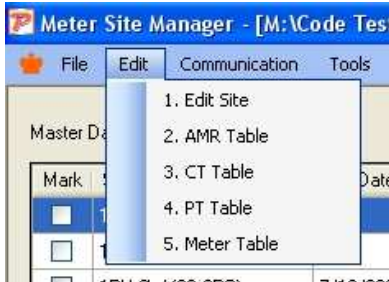 Meter Site Manager - [M:\Code Tes
File Edit Communication Tools
1. Edit Site
2. AMR Table
3. CT Table
4. PT Table
5. Meter Table
Master Da
Mark
Date